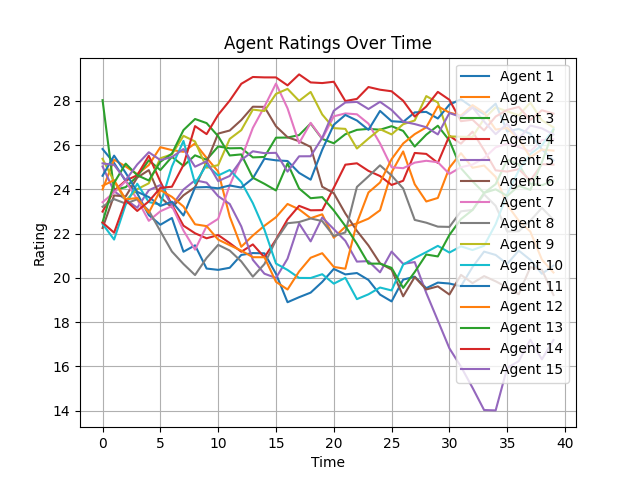 Agent Ratings Over Time
Rating
28
26
24
22
20
18
16
14
0
5
10
15
20
25
30
35
40
Time
Agent 1
Agent 2
Agent 3
Agent 4
Agent 5
Agent 6
Agent 7
Agent 8
Agent 9
Agent 10
Agent 11
Agent 12
Agent 13
Agent 14
Agent 15